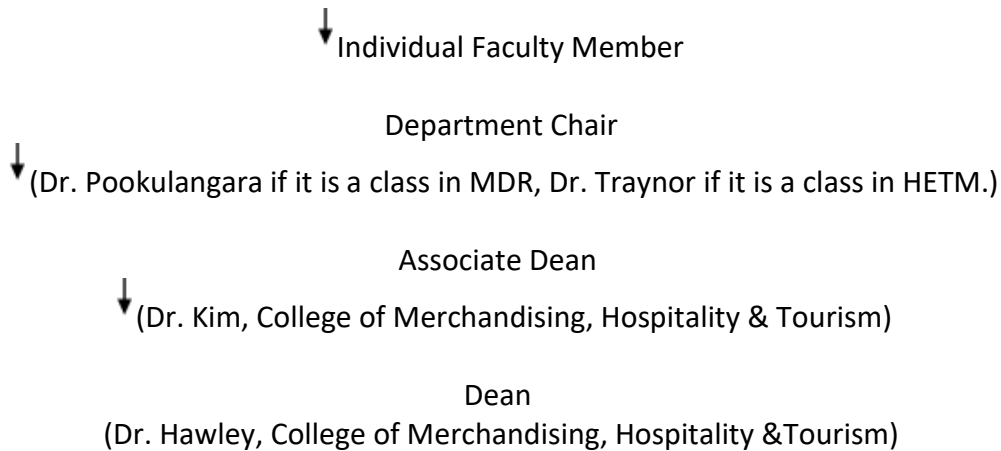 Individual Faculty Member
Department Chair
(Dr. Pookulangara if it is a class in MDR, Dr. Traynor if it is a class in HETM.)
Associate Dean
(Dr. Kim, College of Merchandising, Hospitality & Tourism)
Dean
(Dr. Hawley, College of Merchandising, Hospitality &Tourism)